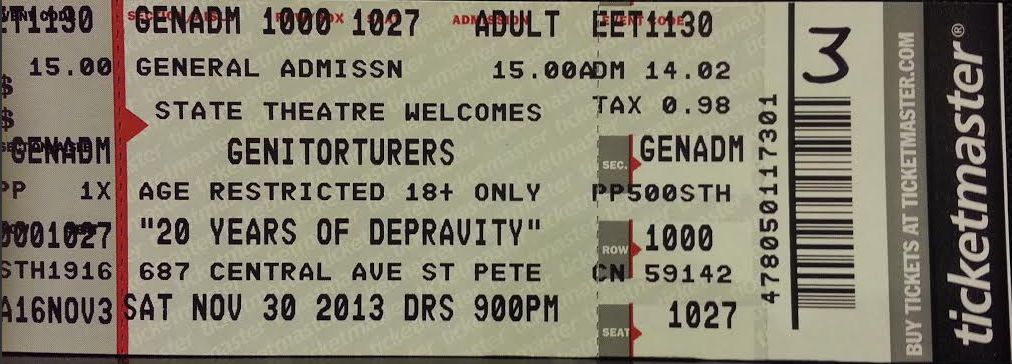 ET1130 GENADM 1000 1027 ADULT EET1130
15.00 GENERAL ADMISSN 15.00 ADM 14.02
$ STATE THEATRE WELCOMES TAX 0.98
$
GENADM GENITORTURERS SEC. GENADM
PP 1X AGE RESTRICTED 18+ ONLY PP500STH
0001027 "20 YEARS OF DEPRAVITY" ROW 1000
STH1916 687 CENTRAL AVE ST PETE CN 59142
A16NOV3 SAT NOV 30 2013 DRS 900PM SEAT 1027
478050117301
3
BUY TICKETS AT TICKETMASTER.COM
ticketmaster®